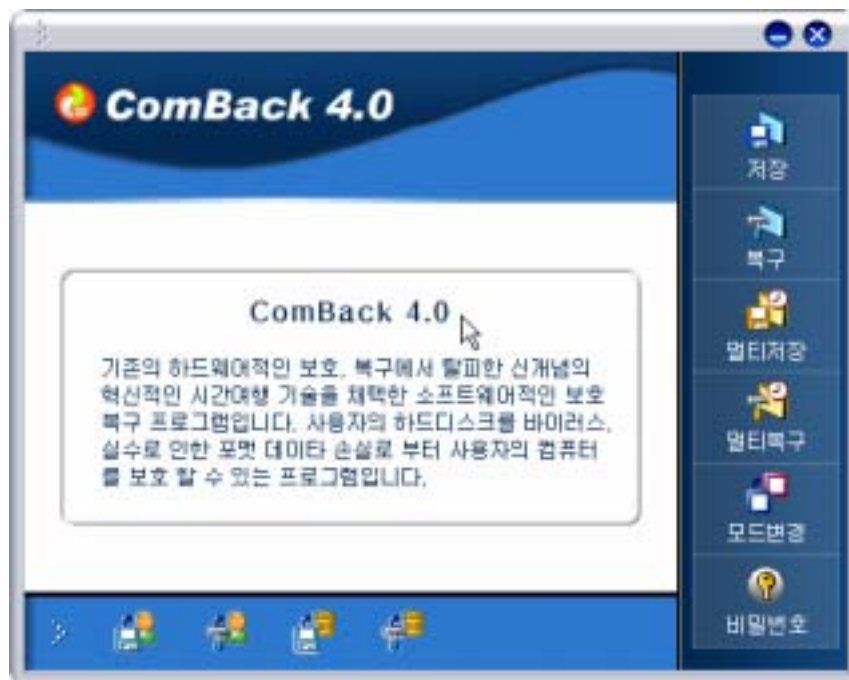 ComBack 4.0
ComBack 4.0
기존의 하드웨어적인 보호, 복구에서 탈피한 신개념의
혁신적인 시간여행 기술을 채택한 소프트웨어적인 보호
복구 프로그램입니다. 사용자의 하드디스크를 바이러스,
실수로 인한 포맷 데이타 손실로 부터 사용자의 컴퓨터
를 보호 할 수 있는 프로그램입니다.
저장
복구
멀티저장
멀티복구
모드변경
비밀번호